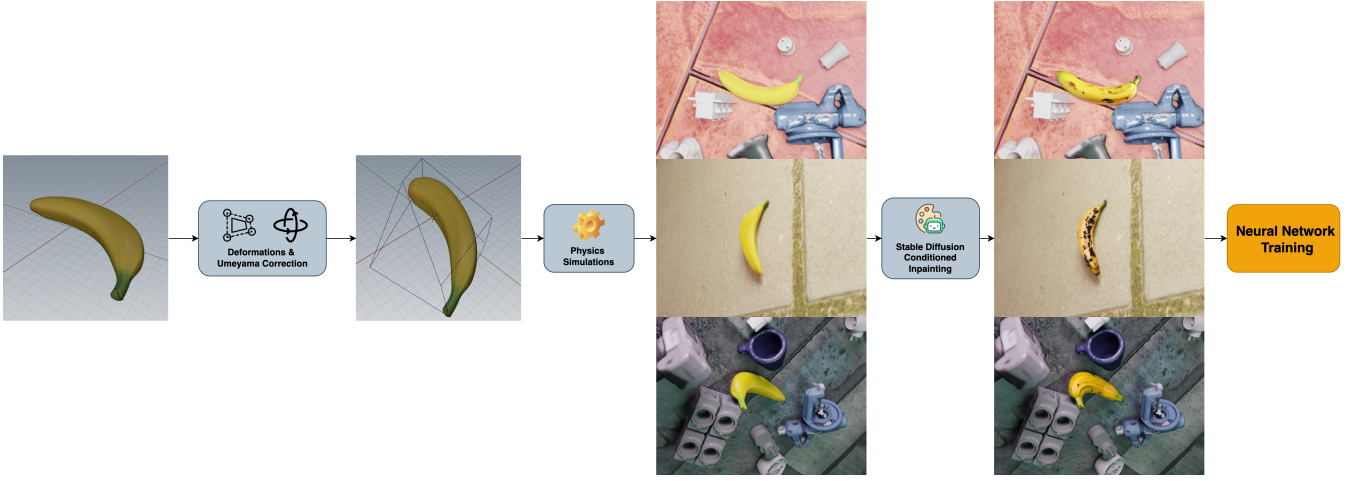 Deformations &
Umeyama Correction
Physics
Simulations
Stable Diffusion
Conditioned
Inpainting
Neural Network
Training